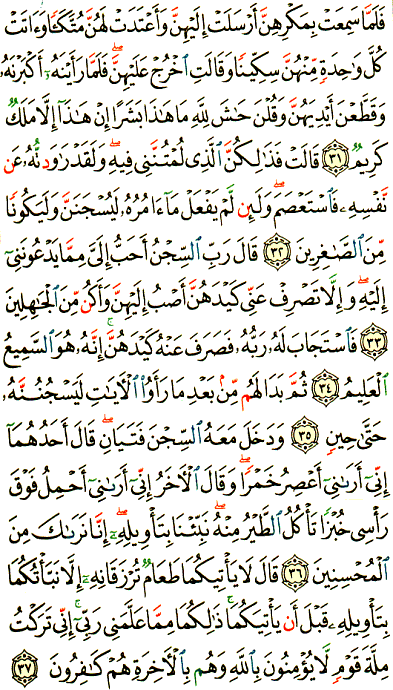 فَلَمَّا سَمِعَتْ بِمَكْرِهِنَّ أَرْسَلَتْ إِلَيْهِنَّ وَأَعْتَدَتْ لَهُنَّ مُتَّكَـًٔا وَءَاتَتْ
كُلَّ وَٰحِدَةٍ مِّنْهُنَّ سِكِّينًا وَقَالَتِ ٱخْرُجْ عَلَيْهِنَّ ۖ فَلَمَّا رَأَيْنَهُۥٓ أَكْبَرْنَهُۥ
وَقَطَّعْنَ أَيْدِيَهُنَّ وَقُلْنَ حَٰشَ لِلَّهِ مَا هَٰذَا بَشَرًا إِنْ هَٰذَآ إِلَّا مَلَكٌ
كَرِيمٌ ٣١ قَالَتْ فَذَٰلِكُنَّ ٱلَّذِى لُمْتُنَّنِى فِيهِ ۖ وَلَقَدْ رَٰوَدتُّهُۥ عَن
نَّفْسِهِۦ فَٱسْتَعْصَمَ ۖ وَلَئِن لَّمْ يَفْعَلْ مَآ ءَامُرُهُۥ لَيُسْجَنَنَّ وَلَيَكُونًا
مِّنَ ٱلصَّٰغِرِينَ ٣٢ قَالَ رَبِّ ٱلسِّجْنُ أَحَبُّ إِلَىَّ مِمَّا يَدْعُونَنِىٓ
إِلَيْهِ ۖ وَإِلَّا تَصْرِفْ عَنِّى كَيْدَهُنَّ أَصْبُ إِلَيْهِنَّ وَأَكُن مِّنَ ٱلْجَٰهِلِينَ
٣٣ فَٱسْتَجَابَ لَهُۥ رَبُّهُۥ فَصَرَفَ عَنْهُ كَيْدَهُنَّ ۚ إِنَّهُۥ هُوَ ٱلسَّمِيعُ
ٱلْعَلِيمُ ٣٤ ثُمَّ بَدَا لَهُم مِّنۢ بَعْدِ مَا رَأَوُا۟ ٱلْـَٔايَٰتِ لَيَسْجُنُنَّهُۥ
حَتَّىٰ حِينٍ ٣٥ وَدَخَلَ مَعَهُ ٱلسِّجْنَ فَتَيَانِ ۖ قَالَ أَحَدُهُمَآ
إِنِّىٓ أَرَىٰنِىٓ أَعْصِرُ خَمْرًا ۖ وَقَالَ ٱلْـَٔاخَرُ إِنِّىٓ أَرَىٰنِىٓ أَحْمِلُ فَوْقَ
رَأْسِى خُبْزًا تَأْكُلُ ٱلطَّيْرُ مِنْهُ ۖ نَبِّئْنَا بِتَأْوِيلِهِۦٓ ۖ إِنَّا نَرَىٰكَ مِنَ
ٱلْمُحْسِنِينَ ٣٦ قَالَ لَا يَأْتِيكُمَا طَعَامٌ تُرْزَقَانِهِۦٓ إِلَّا نَبَّأْتُكُمَا
بِتَأْوِيلِهِۦ قَبْلَ أَن يَأْتِيَكُمَا ۚ ذَٰلِكُمَا مِمَّا عَلَّمَنِى رَبِّىٓ ۚ إِنِّى تَرَكْتُ
مِلَّةَ قَوْمٍ لَّا يُؤْمِنُونَ بِٱللَّهِ وَهُم بِٱلْـَٔاخِرَةِ هُمْ كَٰفِرُونَ ٣٧